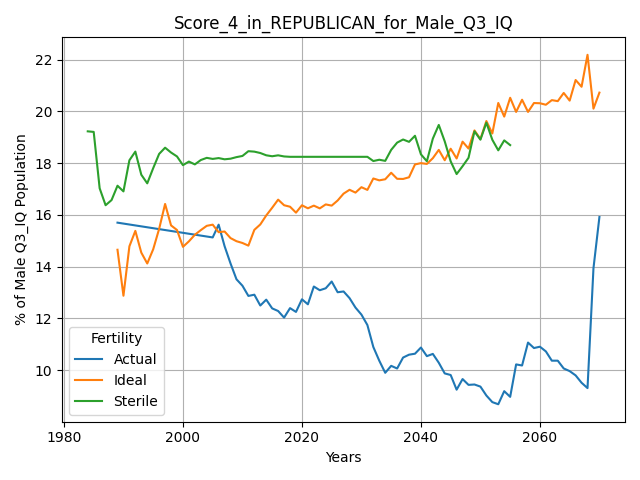 Score_4_in_REPUBLICAN_for_Male_Q3_IQ
% of Male Q3_IQ Population
22
20
18
16
14
12
10
Fertility
Actual
Ideal
Sterile
1980
2000
2020
2040
2060
Years